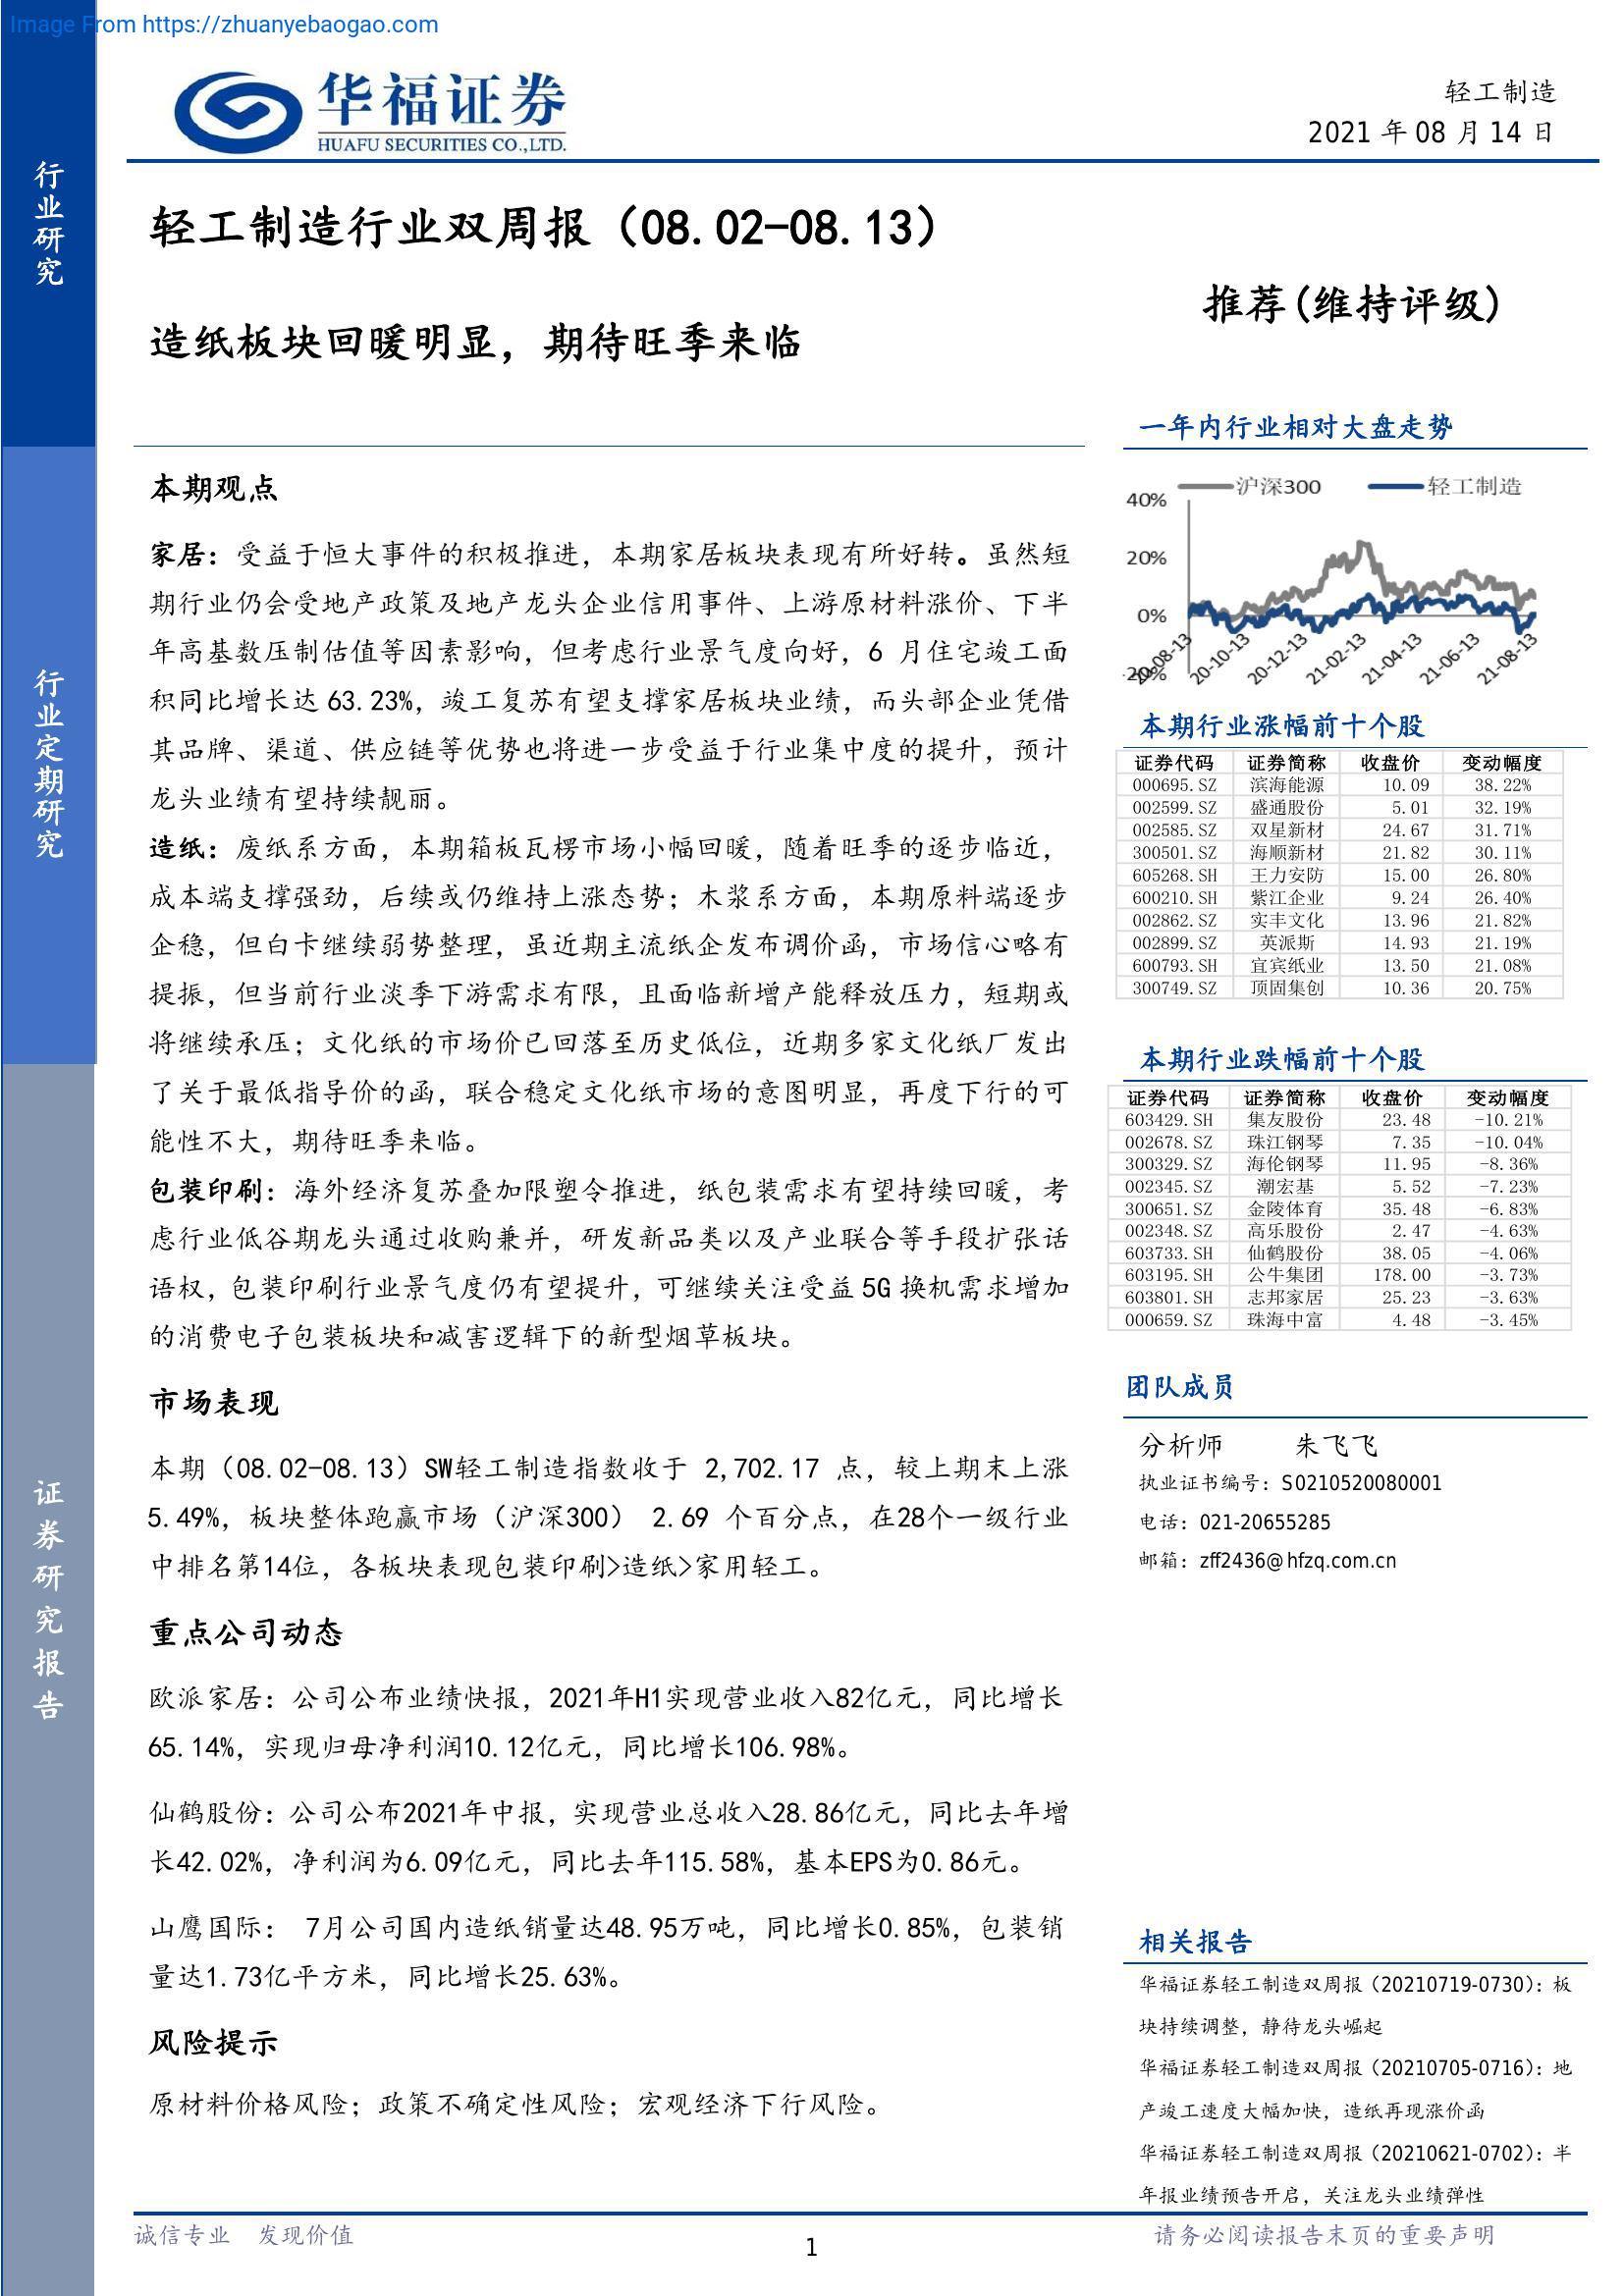 Image From https://zhuanyebaogao.com
华福证券
HUAFU SECURITIES CO.,LTD.
轻工制造
2021 年 08 月 14 日
行业研究
行业定期研究
证券研究报告
轻工制造行业双周报（08.02-08.13）
造纸板块回暖明显，期待旺季来临
推荐(维持评级)
本期观点
家居：受益于恒大事件的积极推进，本期家居板块表现有所好转。虽然短
期行业仍会受地产政策及地产龙头企业信用事件、上游原材料涨价、下半
年高基数压制估值等因素影响，但考虑行业景气度向好，6 月住宅竣工面
积同比增长达 63.23%，竣工复苏有望支撑家居板块业绩，而头部企业凭借
其品牌、渠道、供应链等优势也将进一步受益于行业集中度的提升，预计
龙头业绩有望持续靓丽。
造纸：废纸系方面，本期箱板瓦楞市场小幅回暖，随着旺季的逐步临近，
成本端支撑强劲，后续或仍维持上涨态势；木浆系方面，本期原料端逐步
企稳，但白卡继续弱势整理，虽近期主流纸企发布调价函，市场信心略有
提振，但当前行业淡季下游需求有限，且面临新增产能释放压力，短期或
将继续承压；文化纸的市场价已回落至历史低位，近期多家文化纸厂发出
了关于最低指导价的函，联合稳定文化纸市场的意图明显，再度下行的可
能性不大，期待旺季来临。
包装印刷：海外经济复苏叠加限塑令推进，纸包装需求有望持续回暖，考
虑行业低谷期龙头通过收购兼并，研发新品类以及产业联合等手段扩张话
语权，包装印刷行业景气度仍有望提升，可继续关注受益 5G 换机需求增加
的消费电子包装板块和减害逻辑下的新型烟草板块。
市场表现
本期（08.02-08.13）SW轻工制造指数收于 2,702.17 点，较上期末上涨
5.49%，板块整体跑赢市场（沪深300） 2.69 个百分点，在28个一级行业
中排名第14位，各板块表现包装印刷>造纸>家用轻工。
重点公司动态
欧派家居：公司公布业绩快报，2021年H1实现营业收入82亿元，同比增长
65.14%，实现归母净利润10.12亿元，同比增长106.98%。
仙鹤股份：公司公布2021年中报，实现营业总收入28.86亿元，同比去年增
长42.02%，净利润为6.09亿元，同比去年115.58%，基本EPS为0.86元。
山鹰国际： 7月公司国内造纸销量达48.95万吨，同比增长0.85%，包装销
量达1.73亿平方米，同比增长25.63%。
风险提示
原材料价格风险；政策不确定性风险；宏观经济下行风险。
一年内行业相对大盘走势
沪深300 轻工制造
40%
20%
0%
-20%
20-08-13 20-10-13 20-12-13 21-02-13 21-04-13 21-06-13 21-08-13
本期行业涨幅前十个股
证券代码 证券简称 收盘价 变动幅度
000695.SZ 滨海能源 10.09 38.22%
002599.SZ 盛通股份 5.01 32.19%
002585.SZ 双星新材 24.67 31.71%
300501.SZ 海顺新材 21.82 30.11%
605268.SH 王力安防 15.00 26.80%
600210.SH 紫江企业 9.24 26.40%
002862.SZ 实丰文化 13.96 21.82%
002899.SZ 英派斯 14.93 21.19%
600793.SH 宜宾纸业 13.50 21.08%
300749.SZ 顶固集创 10.36 20.75%
本期行业跌幅前十个股
证券代码 证券简称 收盘价 变动幅度
603429.SH 集友股份 23.48 -10.21%
002678.SZ 珠江钢琴 7.35 -10.04%
300329.SZ 海伦钢琴 11.95 -8.36%
002345.SZ 潮宏基 5.52 -7.23%
300651.SZ 金陵体育 35.48 -6.83%
002348.SZ 高乐股份 2.47 -4.63%
603733.SH 仙鹤股份 38.05 -4.06%
603195.SH 公牛集团 178.00 -3.73%
603801.SH 志邦家居 25.23 -3.63%
000659.SZ 珠海中富 4.48 -3.45%
团队成员
分析师 朱飞飞
执业证书编号：S0210520080001
电话：021-20655285
邮箱：zff2436@hfzq.com.cn
相关报告
华福证券轻工制造双周报（20210719-0730）：板
块持续调整，静待龙头崛起
华福证券轻工制造双周报（20210705-0716）：地
产竣工速度大幅加快，造纸再现涨价函
华福证券轻工制造双周报（20210621-0702）：半
年报业绩预告开启，关注龙头业绩弹性
诚信专业 发现价值
1
请务必阅读报告末页的重要声明